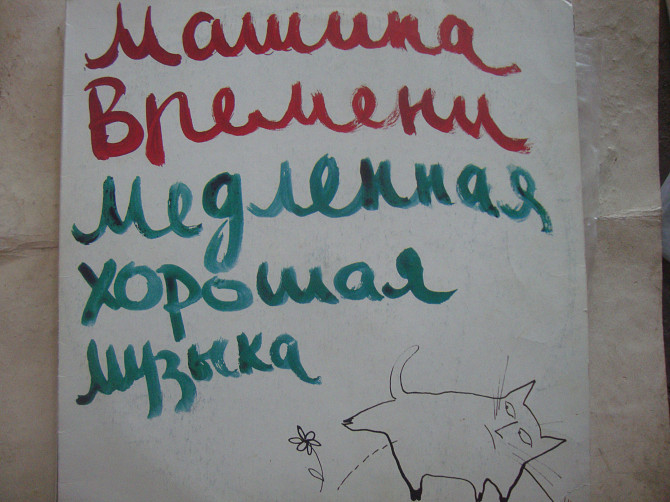 Машина
Времени
медленная
хорошая
музыка